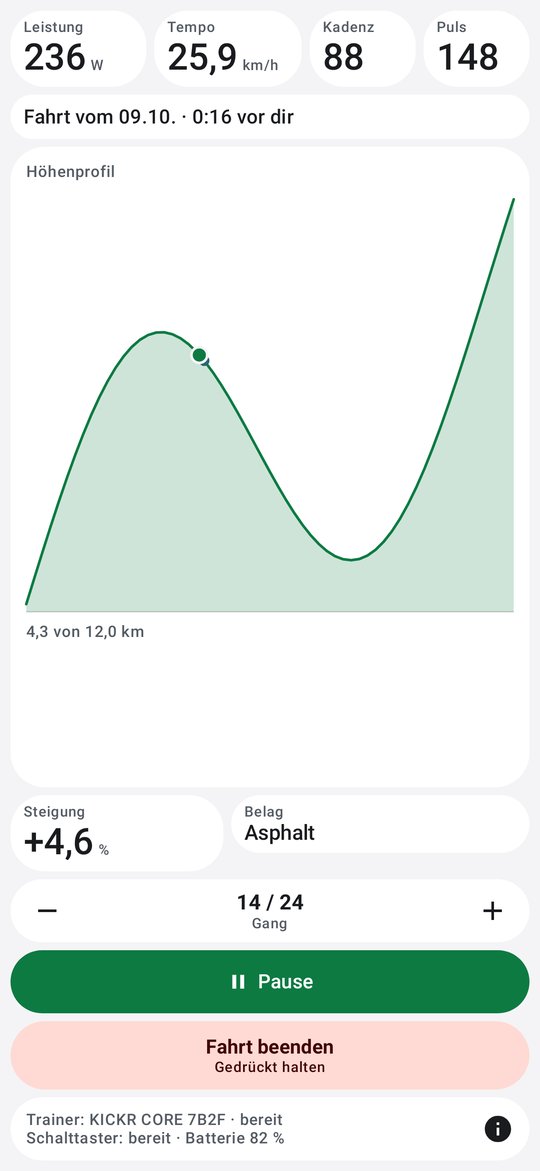 Leistung
236 W
Tempo
25,9 km/h
Kadenz
88
Puls
148
Fahrt vom 09.10. · 0:16 vor dir
Höhenprofil
4,3 von 12,0 km
Steigung
+4,6 %
Belag
Asphalt
14 / 24
Gang
Pause
Fahrt beenden
Gedrückt halten
Trainer: KICKR CORE 7B2F · bereit
Schalttaster: bereit · Batterie 82 %